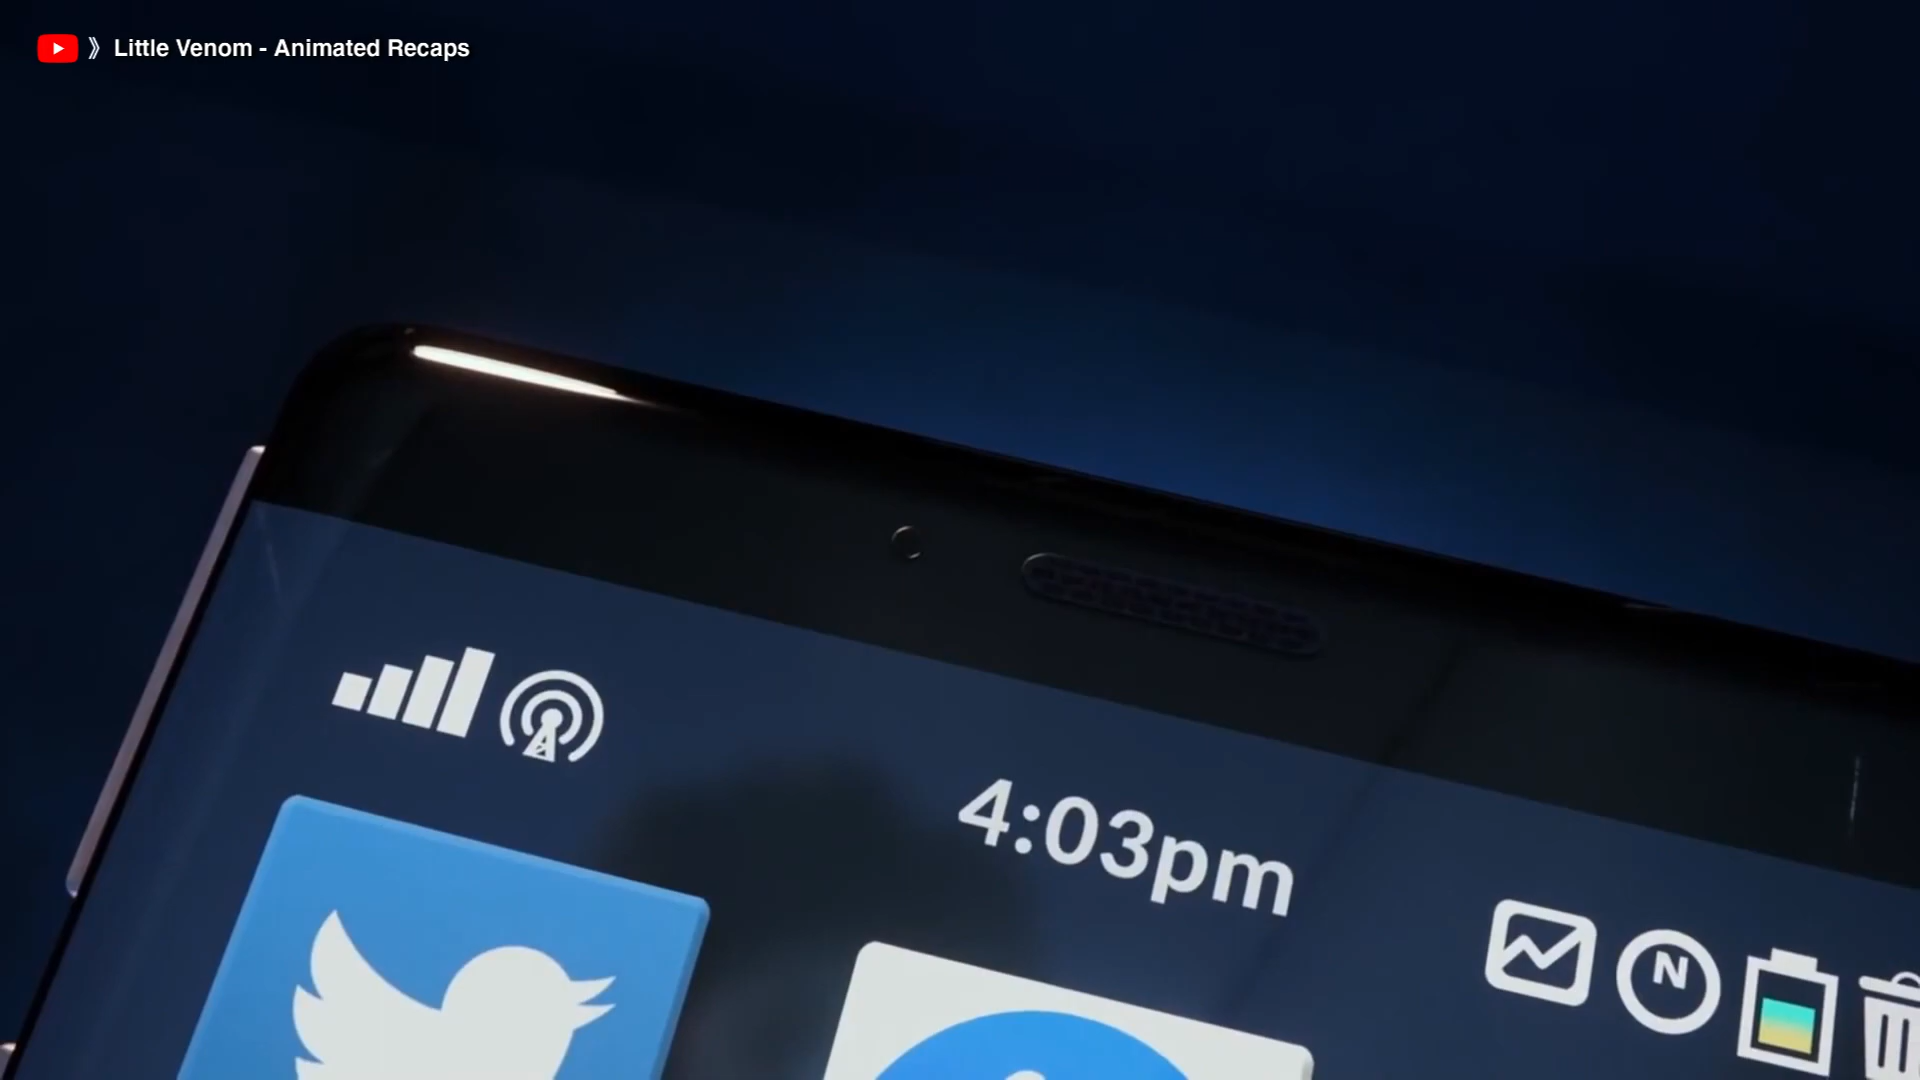 》 Little Venom - Animated Recaps
4:03pm
N